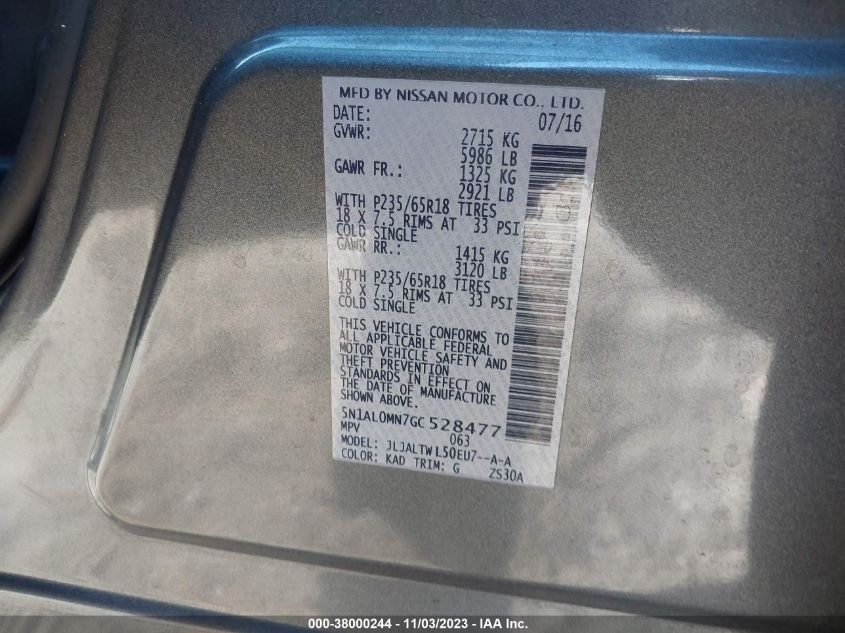 MFD BY NISSAN MOTOR CO., LTD.
DATE: 07/16
GVWR: 2715 KG
5986 LB
GAWR FR.: 1325 KG
2921 LB
WITH P235/65R18 TIRES
18 X 7.5 RIMS AT 33 PSI
COLD SINGLE
GAWR RR.: 1415 KG
3120 LB
WITH P235/65R18 TIRES
18 X 7.5 RIMS AT 33 PSI
COLD SINGLE
THIS VEHICLE CONFORMS TO
ALL APPLICABLE FEDERAL
MOTOR VEHICLE SAFETY AND
THEFT PREVENTION
STANDARDS IN EFFECT ON
THE DATE OF MANUFACTURE
SHOWN ABOVE.
5N1AL0MN7GC528477
MPV 063
MODEL: JLJALTWL50EU7--A-A
COLOR: KAD TRIM: G ZS30A
000-38000244 - 11/03/2023 - IAA Inc.